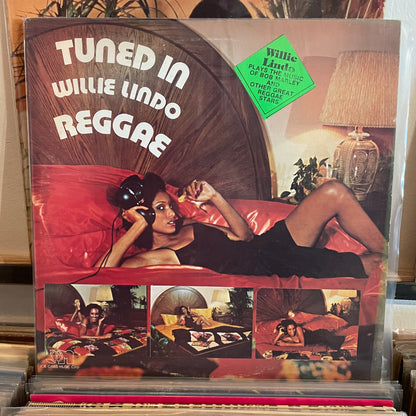 TUNED IN
WILLIE LINDO
REGGAE
Willie
Lindo
PLAYS THE MUSIC
OF BOB MARLEY
AND
OTHER GREAT
REGGAE
STARS